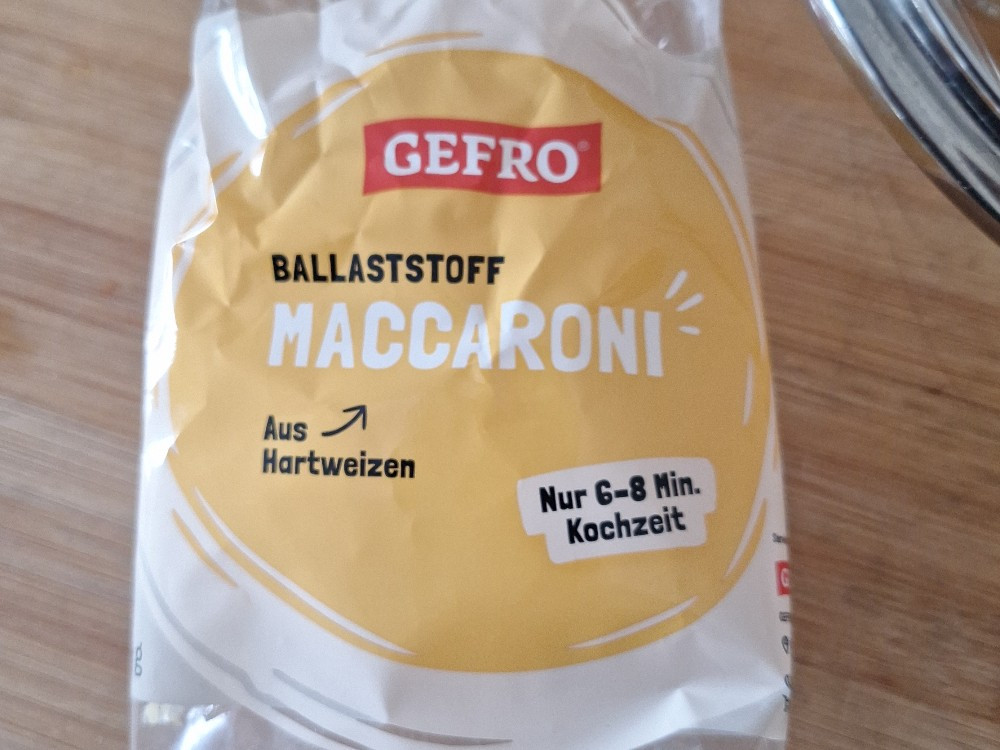 GEFRO®
BALLASTSTOFF
MACCARONI
Aus
Hartweizen
Nur 6-8 Min.
Kochzeit